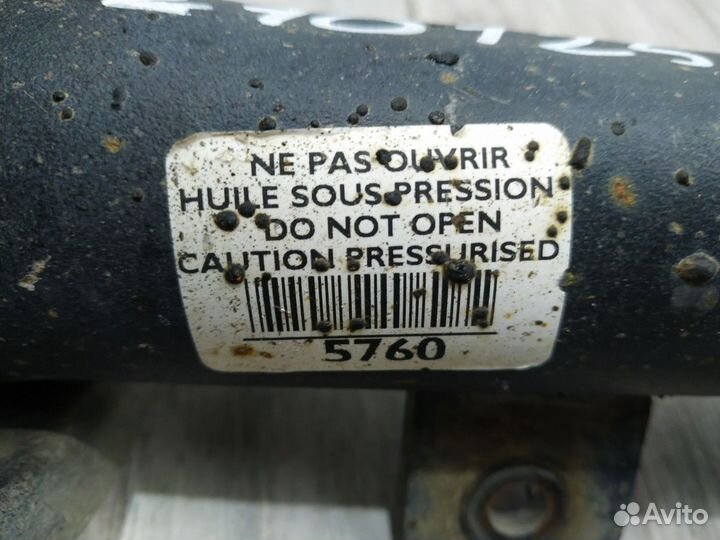 NE PAS OUVRIR
HUILE SOUS PRESSION
DO NOT OPEN
CAUTION PRESSURISED
5760
Avito